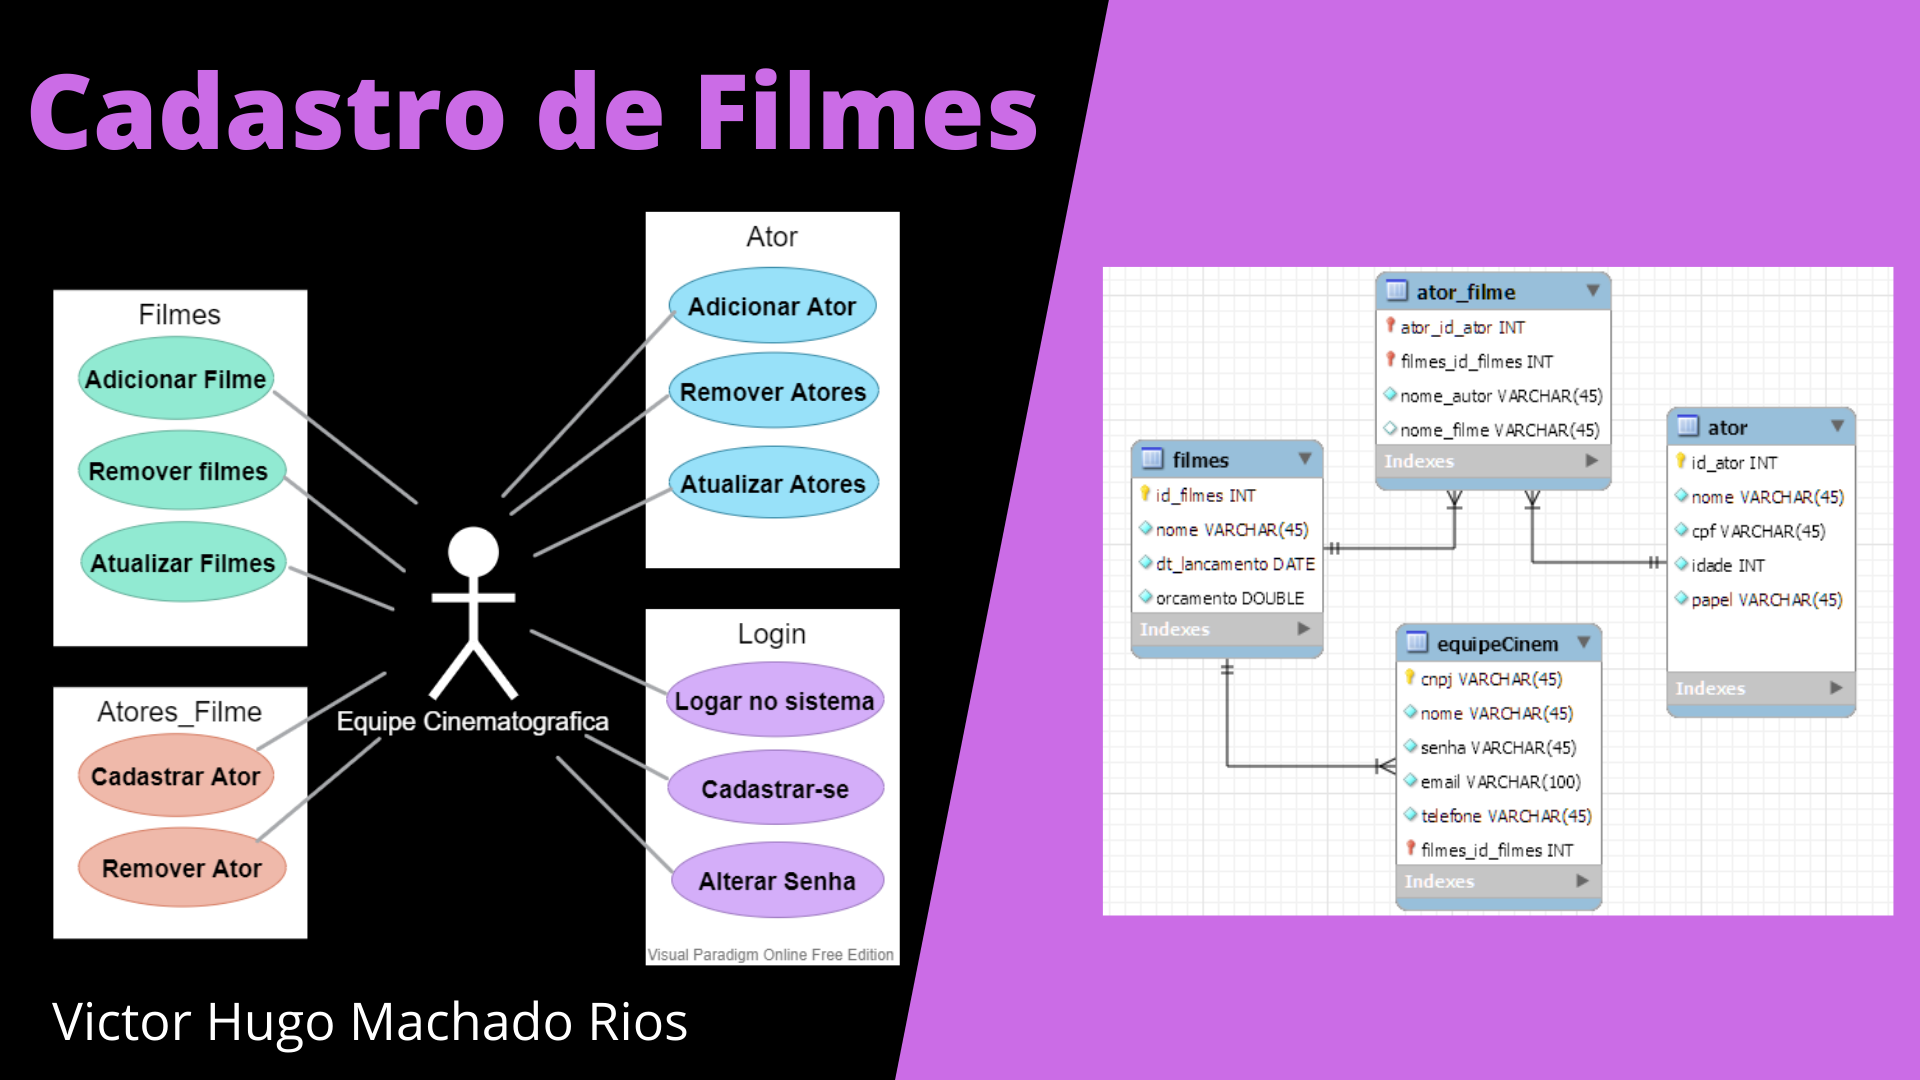 Cadastro de Filmes
Filmes
Adicionar Filme
Remover filmes
Atualizar Filmes
Atores_Filme
Cadastrar Ator
Remover Ator
Equipe Cinematografica
Ator
Adicionar Ator
Remover Atores
Atualizar Atores
Login
Logar no sistema
Cadastrar-se
Alterar Senha
Visual Paradigm Online Free Edition
Victor Hugo Machado Rios
ator_filme
ator_id_ator INT
filmes_id_filmes INT
nome_autor VARCHAR(45)
nome_filme VARCHAR(45)
Indexes
filmes
id_filmes INT
nome VARCHAR(45)
dt_lancamento DATE
orcamento DOUBLE
Indexes
ator
id_ator INT
nome VARCHAR(45)
cpf VARCHAR(45)
idade INT
papel VARCHAR(45)
Indexes
equipeCinem
cnpj VARCHAR(45)
nome VARCHAR(45)
senha VARCHAR(45)
email VARCHAR(100)
telefone VARCHAR(45)
filmes_id_filmes INT
Indexes